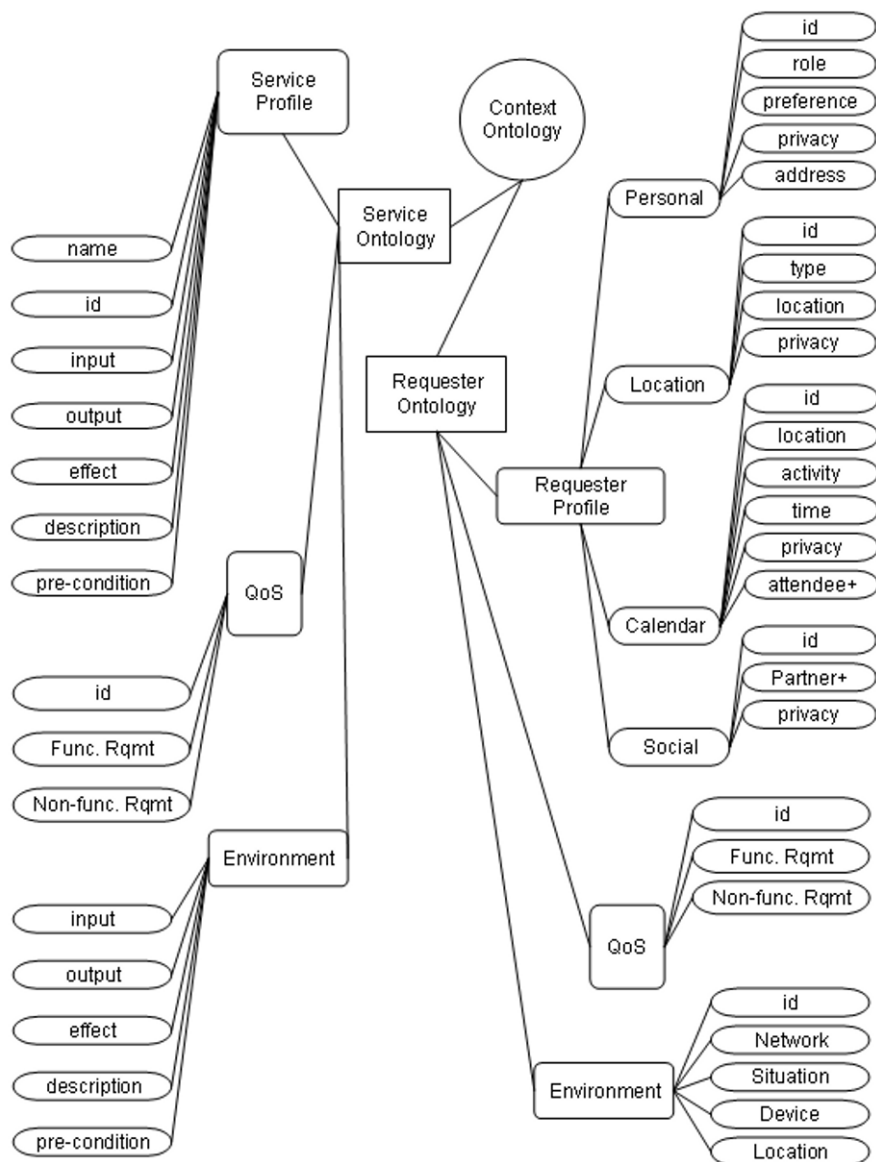 Service
Profile
Context
Ontology
Service
Ontology
name
id
input
output
effect
description
pre-condition
QoS
id
Func. Rqmt
Non-func. Rqmt
Environment
input
output
effect
description
pre-condition
Requester
Ontology
Requester
Profile
Personal
id
role
preference
privacy
address
Location
id
type
location
privacy
Calendar
id
location
activity
time
privacy
attendee+
Social
id
Partner+
privacy
QoS
id
Func. Rqmt
Non-func. Rqmt
Environment
id
Network
Situation
Device
Location